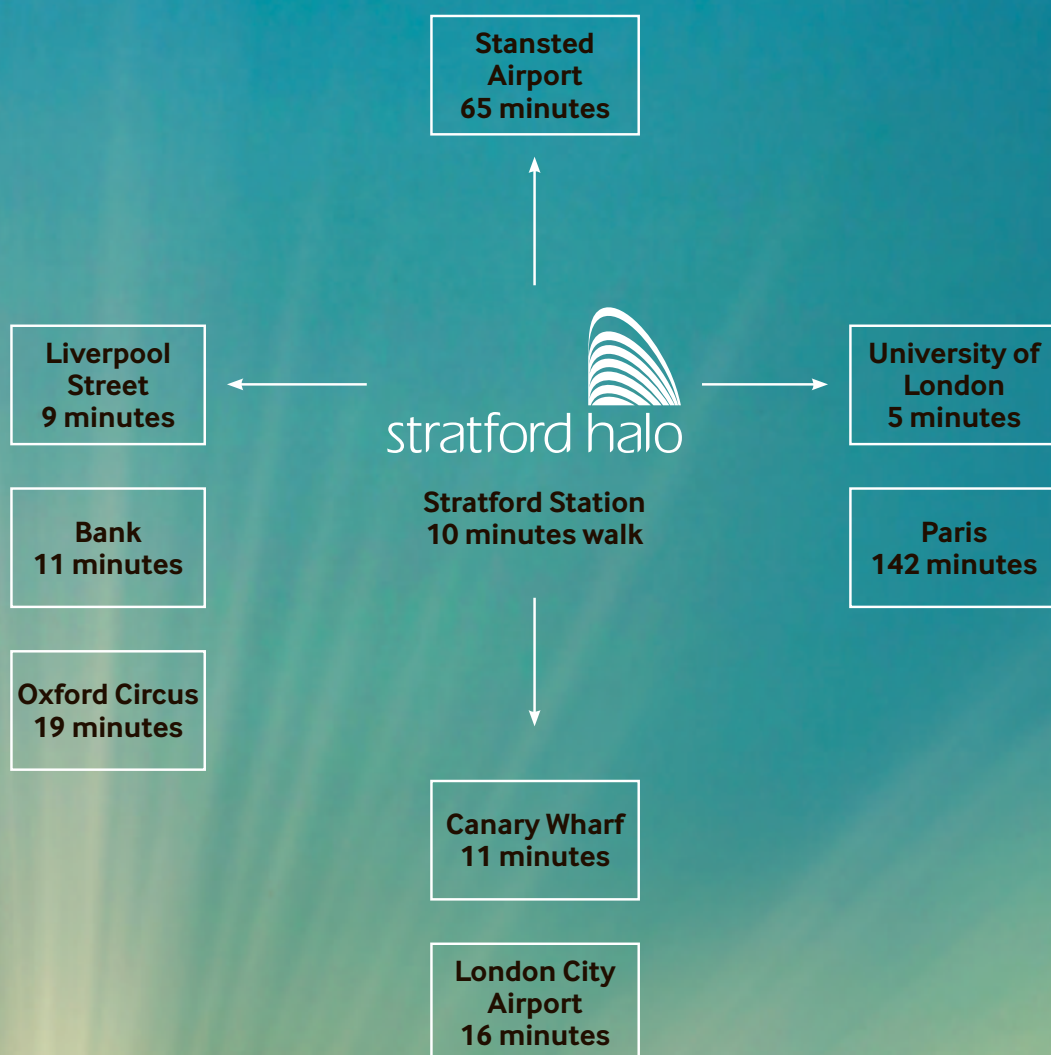 Stansted
Airport
65 minutes
Liverpool
Street
9 minutes
Bank
11 minutes
Oxford Circus
19 minutes
stratford halo
Stratford Station
10 minutes walk
University of
London
5 minutes
Paris
142 minutes
Canary Wharf
11 minutes
London City
Airport
16 minutes